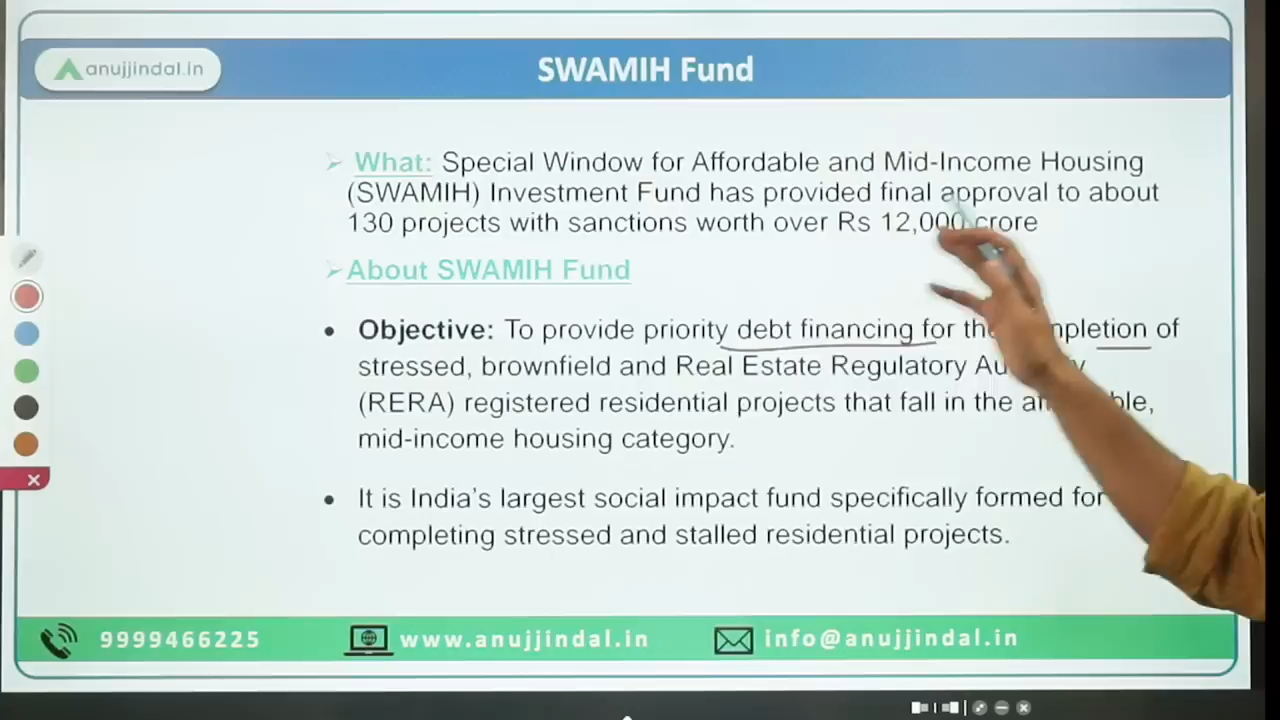 anujjindal.in
SWAMIH Fund
What: Special Window for Affordable and Mid-Income Housing
(SWAMIH) Investment Fund has provided final approval to about
130 projects with sanctions worth over Rs 12,000 crore
About SWAMIH Fund
• Objective: To provide priority debt financing for the completion of
stressed, brownfield and Real Estate Regulatory
(RERA) registered residential projects that fall in the
mid-income housing category.
• It is India's largest social impact fund specifically formed for
completing stressed and stalled residential projects.
9999466225
www.anujjindal.in
info@anujjindal.in